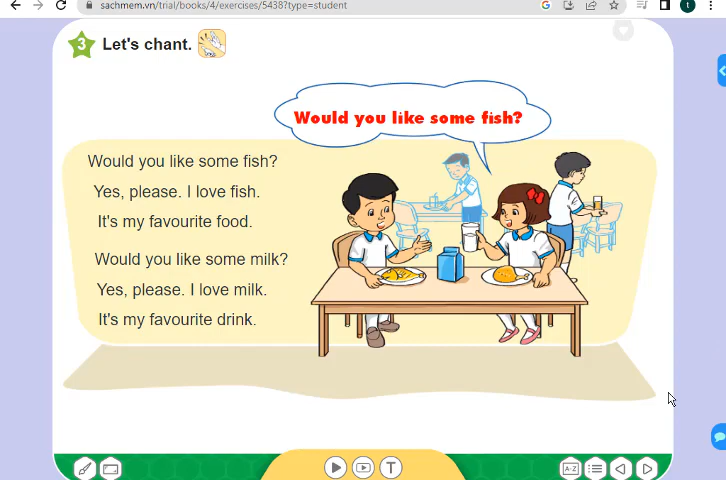 sachmem.vn/trial/books/4/exercises/5438?type=student
G
t
3 Let's chant.
Would you like some fish?
Would you like some fish?
Yes, please. I love fish.
It's my favourite food.
Would you like some milk?
Yes, please. I love milk.
It's my favourite drink.
T
A-Z